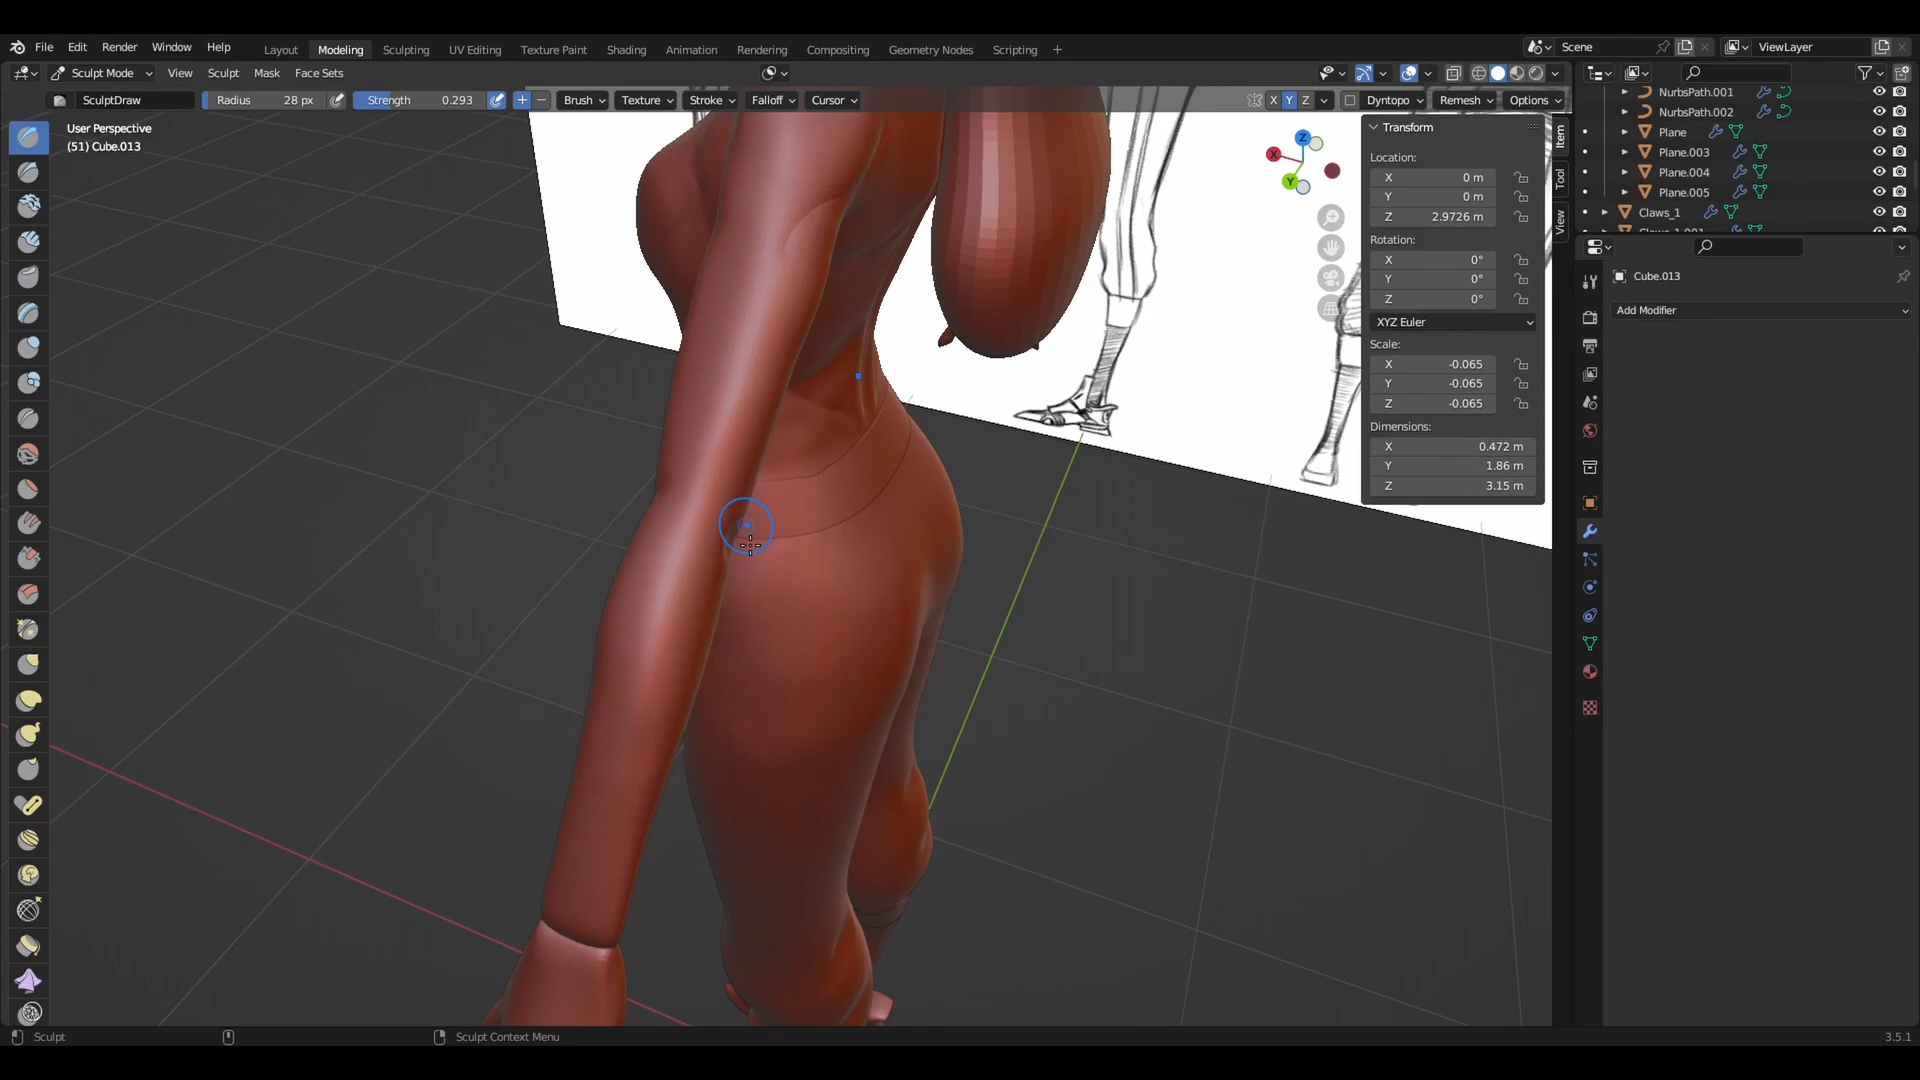 File Edit Render Window Help Layout Modeling Sculpting UV Editing Texture Paint Shading Animation Rendering Compositing Geometry Nodes Scripting + Scene ViewLayer
Sculpt Mode View Sculpt Mask Face Sets
SculptDraw Radius 28 px Strength 0.293 Brush Texture Stroke Falloff Cursor X Y Z Dyntopo Remesh Options
User Perspective
(51) Cube.013
Transform
Location:
X 0 m
Y 0 m
Z 2.9726 m
Rotation:
X 0°
Y 0°
Z 0°
XYZ Euler
Scale:
X -0.065
Y -0.065
Z -0.065
Dimensions:
X 0.472 m
Y 1.86 m
Z 3.15 m
Item
Tool
View
Z
X
Y
NurbsPath.001
NurbsPath.002
Plane
Plane.003
Plane.004
Plane.005
Claws_1
Claws_1.001
Cube.013
Add Modifier
Sculpt Sculpt Context Menu 3.5.1